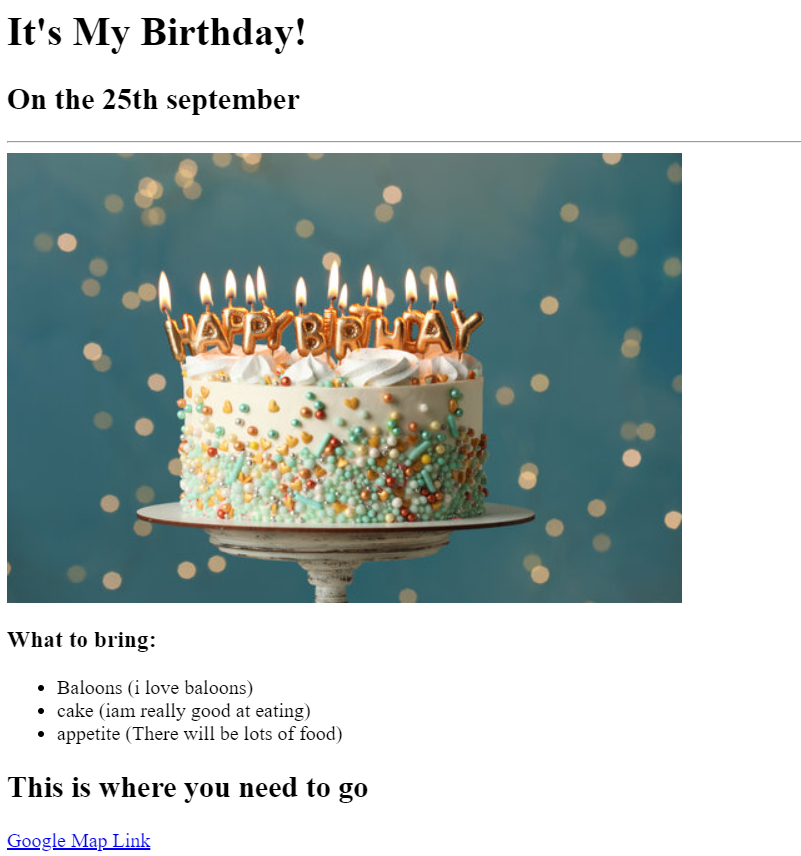 It's My Birthday!
On the 25th september
HAPPY BIRTHDAY
What to bring:
Baloons (i love baloons)
cake (iam really good at eating)
appetite (There will be lots of food)
This is where you need to go
Google Map Link